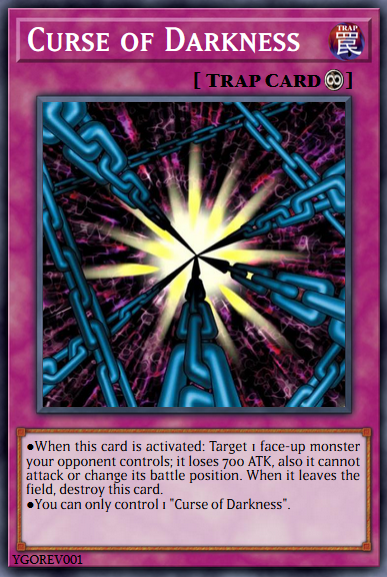 Curse of Darkness
TRAP
罠
[ Trap Card ]
●When this card is activated: Target 1 face-up monster
your opponent controls; it loses 700 ATK, also it cannot
attack or change its battle position. When it leaves the
field, destroy this card.
●You can only control 1 "Curse of Darkness".
YGOREV001